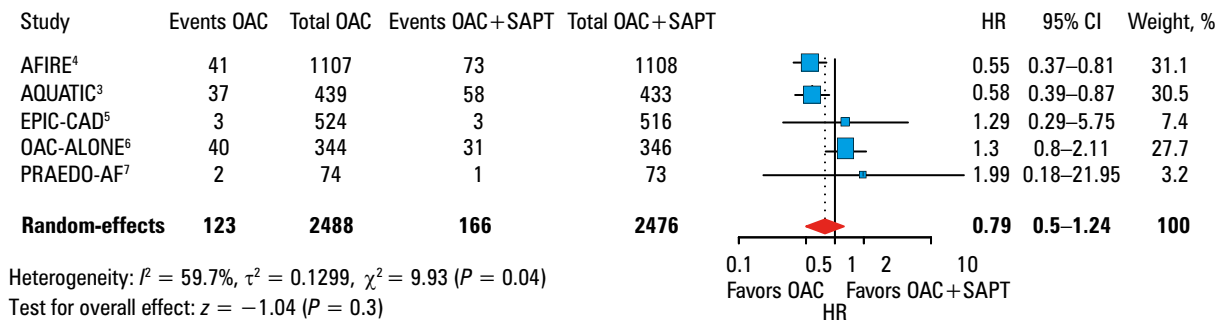 Study Events OAC Total OAC Events OAC+SAPT Total OAC+SAPT HR 95% CI Weight, %
AFIRE⁴ 41 1107 73 1108 0.55 0.37–0.81 31.1
AQUATIC³ 37 439 58 433 0.58 0.39–0.87 30.5
EPIC-CAD⁵ 3 524 3 516 1.29 0.29–5.75 7.4
OAC-ALONE⁶ 40 344 31 346 1.3 0.8–2.11 27.7
PRAEDO-AF⁷ 2 74 1 73 1.99 0.18–21.95 3.2
Random-effects 123 2488 166 2476 0.79 0.5–1.24 100
0.1 0.5 1 2 10
Heterogeneity: I² = 59.7%, τ² = 0.1299, χ² = 9.93 (P = 0.04)
Favors OAC Favors OAC+SAPT
Test for overall effect: z = −1.04 (P = 0.3)
HR